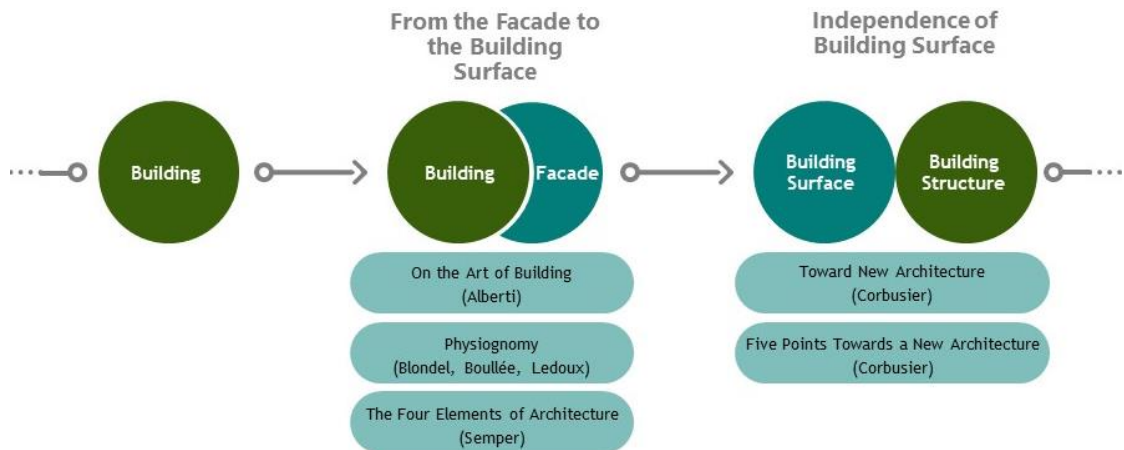 From the Facade to
the Building
Surface
Independence of
Building Surface
Building
Building
Facade
Building
Surface
Building
Structure
On the Art of Building
(Alberti)
Physiognomy
(Blondel, Boullée, Ledoux)
The Four Elements of Architecture
(Semper)
Toward New Architecture
(Corbusier)
Five Points Towards a New Architecture
(Corbusier)